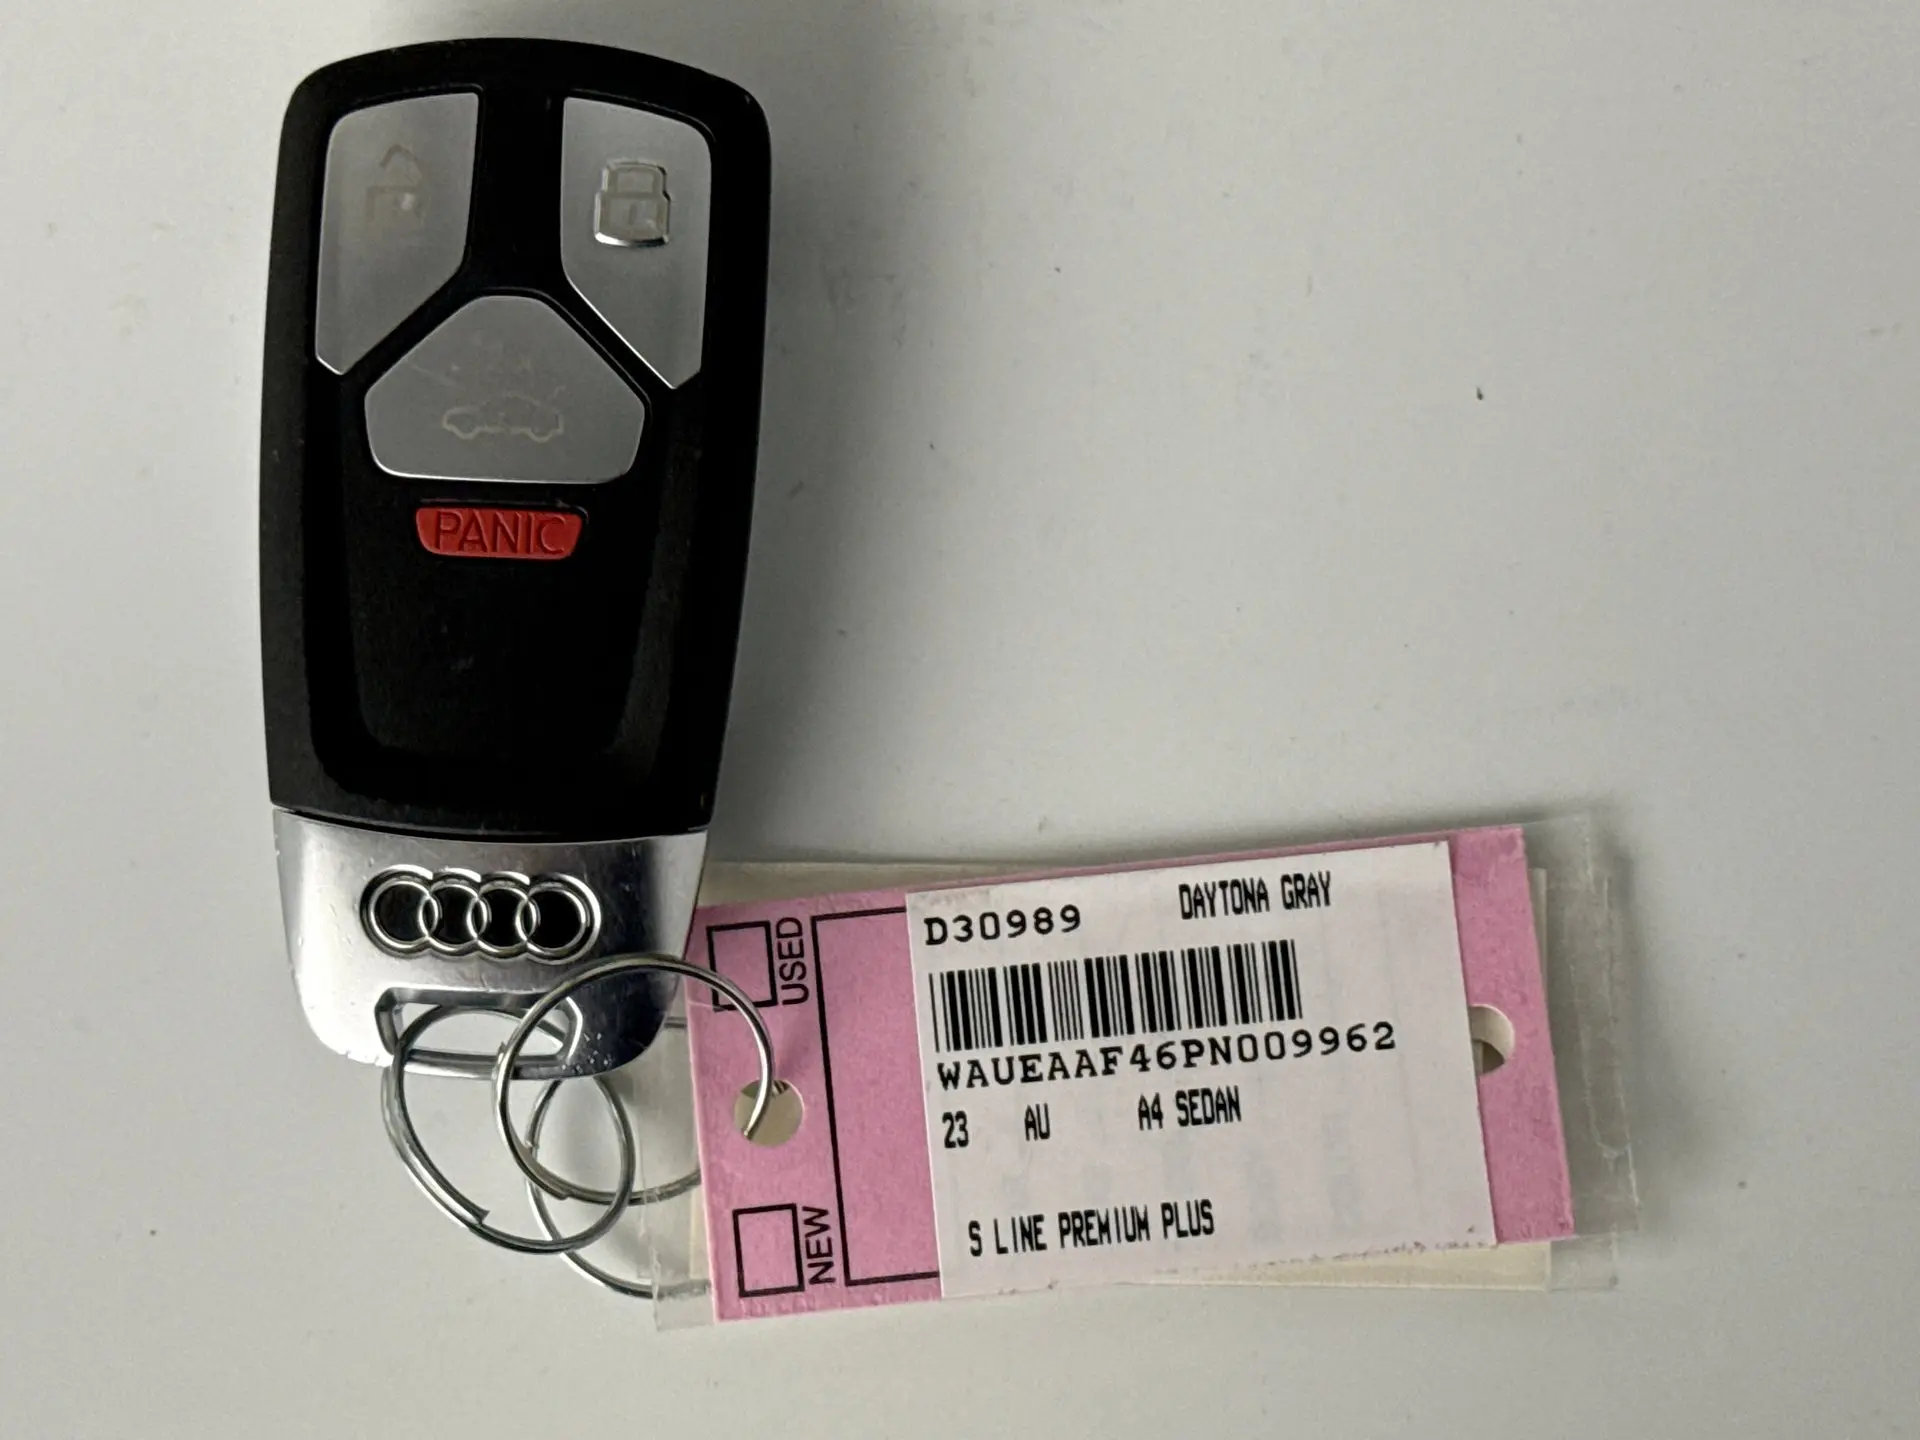 PANIC
USED
NEW
D30989 DAYTONA GRAY
WAUEAAF46PN009962
23 AU A4 SEDAN
S LINE PREMIUM PLUS